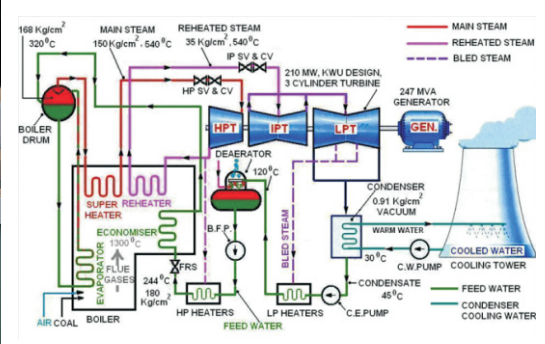 168 Kg/cm²
320°C
MAIN STEAM
150 Kg/cm², 540°C
REHEATED STEAM
35 Kg/cm², 540°C
IP SV & CV
HP SV & CV
MAIN STEAM
REHEATED STEAM
BLED STEAM
210 MW, KWU DESIGN,
3 CYLINDER TURBINE
247 MVA
GENERATOR
BOILER
DRUM
HPT
IPT
LPT
GEN.
DEAERATOR
120°C
SUPER
HEATER
REHEATER
ECONOMISER
1300°C
FLUE
GASES
EVAPORATOR
AIR COAL
BOILER
FRS
244°C
180
Kg/cm²
B.F.P.
HP HEATERS
FEED WATER
BLED STEAM
LP HEATERS
C.E.PUMP
CONDENSER
0.91 Kg/cm²
VACUUM
WARM WATER
30°C
CONDENSATE
45°C
C.W.PUMP
COOLED WATER
COOLING TOWER
FEED WATER
CONDENSER
COOLING WATER